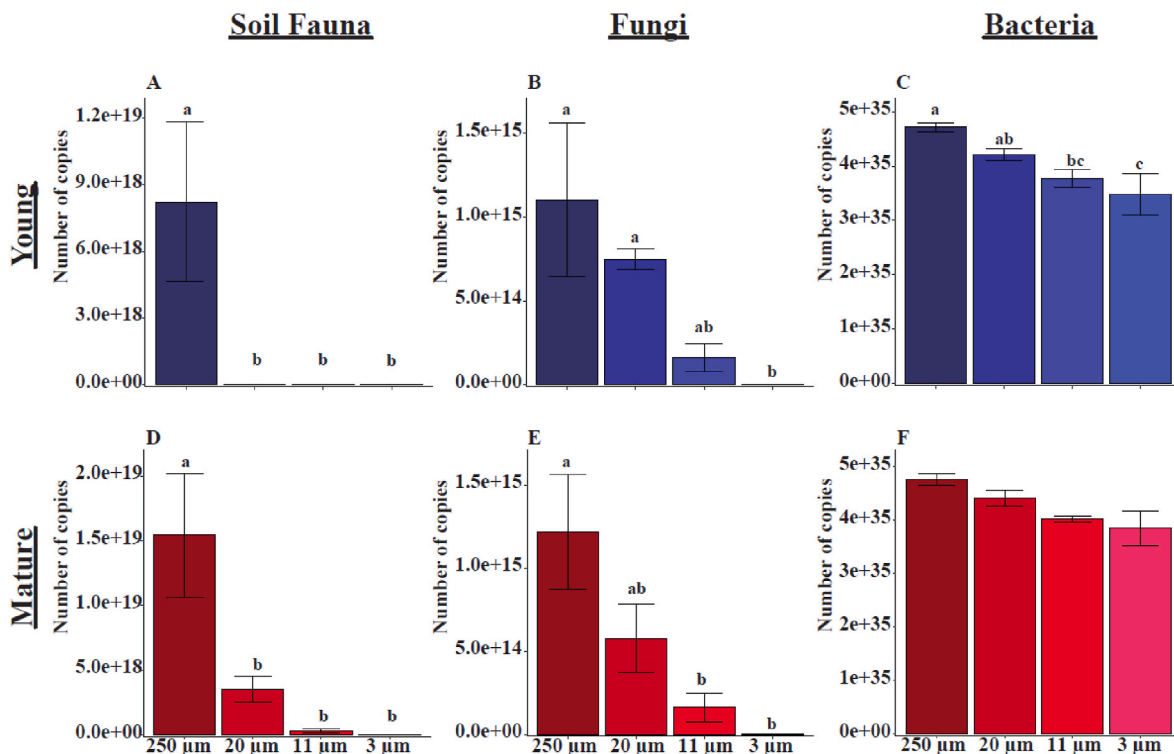 Soil Fauna Fungi Bacteria
Young
A
Number of copies
1.2e+19
9.0e+18
6.0e+18
3.0e+18
0.0e+00
a b b b
B
Number of copies
1.5e+15
1.0e+15
5.0e+14
0.0e+00
a a ab b
C
Number of copies
5e+35
4e+35
3e+35
2e+35
1e+35
0e+00
a ab bc c
Mature
D
Number of copies
2.0e+19
1.5e+19
1.0e+19
5.0e+18
0.0e+00
a b b b
250 µm 20 µm 11 µm 3 µm
E
Number of copies
1.5e+15
1.0e+15
5.0e+14
0.0e+00
a ab b b
250 µm 20 µm 11 µm 3 µm
F
Number of copies
5e+35
4e+35
3e+35
2e+35
1e+35
0e+00
250 µm 20 µm 11 µm 3 µm